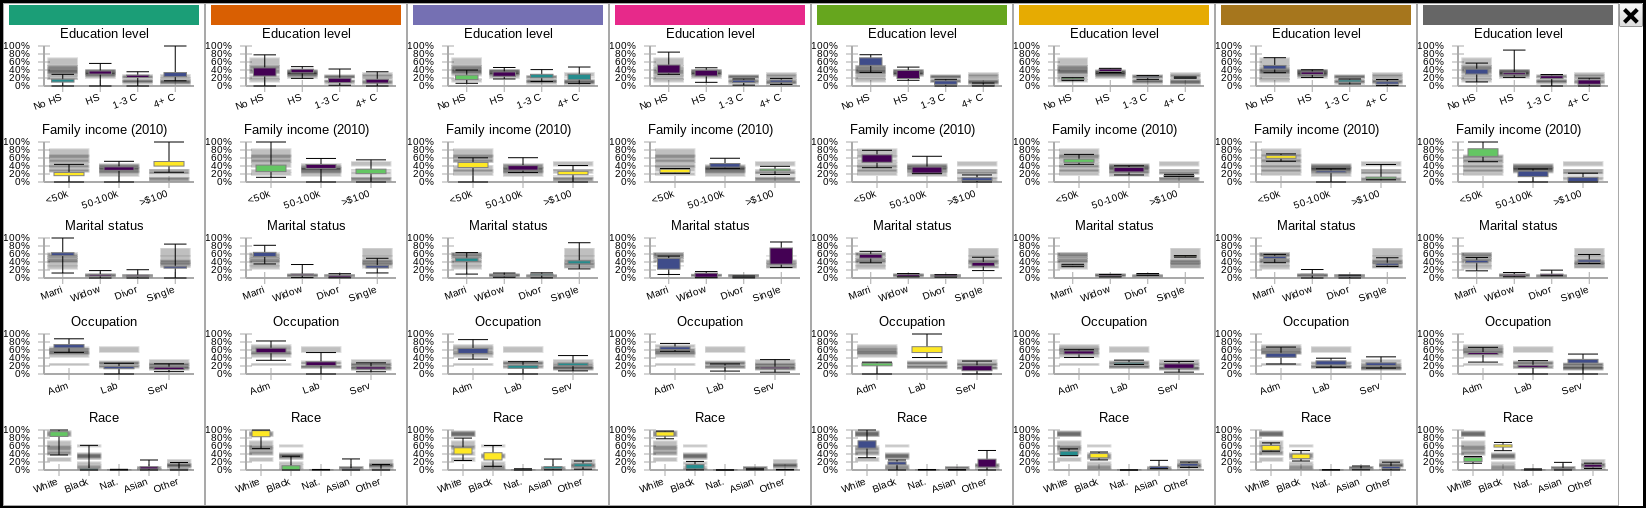 Education level Education level Education level Education level Education level Education level Education level Education level
100% 100% 100% 100% 100% 100% 100% 100%
80% 80% 80% 80% 80% 80% 80% 80%
60% 60% 60% 60% 60% 60% 60% 60%
40% 40% 40% 40% 40% 40% 40% 40%
20% 20% 20% 20% 20% 20% 20% 20%
0% 0% 0% 0% 0% 0% 0% 0%
No HS HS 1-3 C 4+ C No HS HS 1-3 C 4+ C No HS HS 1-3 C 4+ C No HS HS 1-3 C 4+ C No HS HS 1-3 C 4+ C No HS HS 1-3 C 4+ C No HS HS 1-3 C 4+ C No HS HS 1-3 C 4+ C
Family income (2010) Family income (2010) Family income (2010) Family income (2010) Family income (2010) Family income (2010) Family income (2010) Family income (2010)
100% 100% 100% 100% 100% 100% 100% 100%
80% 80% 80% 80% 80% 80% 80% 80%
60% 60% 60% 60% 60% 60% 60% 60%
40% 40% 40% 40% 40% 40% 40% 40%
20% 20% 20% 20% 20% 20% 20% 20%
0% 0% 0% 0% 0% 0% 0% 0%
<50k 50-100k >$100 <50k 50-100k >$100 <50k 50-100k >$100 <50k 50-100k >$100 <50k 50-100k >$100 <50k 50-100k >$100 <50k 50-100k >$100 <50k 50-100k >$100
Marital status Marital status Marital status Marital status Marital status Marital status Marital status Marital status
100% 100% 100% 100% 100% 100% 100% 100%
80% 80% 80% 80% 80% 80% 80% 80%
60% 60% 60% 60% 60% 60% 60% 60%
40% 40% 40% 40% 40% 40% 40% 40%
20% 20% 20% 20% 20% 20% 20% 20%
0% 0% 0% 0% 0% 0% 0% 0%
Marri Widow Divor Single Marri Widow Divor Single Marri Widow Divor Single Marri Widow Divor Single Marri Widow Divor Single Marri Widow Divor Single Marri Widow Divor Single Marri Widow Divor Single
Occupation Occupation Occupation Occupation Occupation Occupation Occupation Occupation
100% 100% 100% 100% 100% 100% 100% 100%
80% 80% 80% 80% 80% 80% 80% 80%
60% 60% 60% 60% 60% 60% 60% 60%
40% 40% 40% 40% 40% 40% 40% 40%
20% 20% 20% 20% 20% 20% 20% 20%
0% 0% 0% 0% 0% 0% 0% 0%
Adm Lab Serv Adm Lab Serv Adm Lab Serv Adm Lab Serv Adm Lab Serv Adm Lab Serv Adm Lab Serv Adm Lab Serv
Race Race Race Race Race Race Race Race
100% 100% 100% 100% 100% 100% 100% 100%
80% 80% 80% 80% 80% 80% 80% 80%
60% 60% 60% 60% 60% 60% 60% 60%
40% 40% 40% 40% 40% 40% 40% 40%
20% 20% 20% 20% 20% 20% 20% 20%
0% 0% 0% 0% 0% 0% 0% 0%
White Black Nat. Asian Other White Black Nat. Asian Other White Black Nat. Asian Other White Black Nat. Asian Other White Black Nat. Asian Other White Black Nat. Asian Other White Black Nat. Asian Other White Black Nat. Asian Other